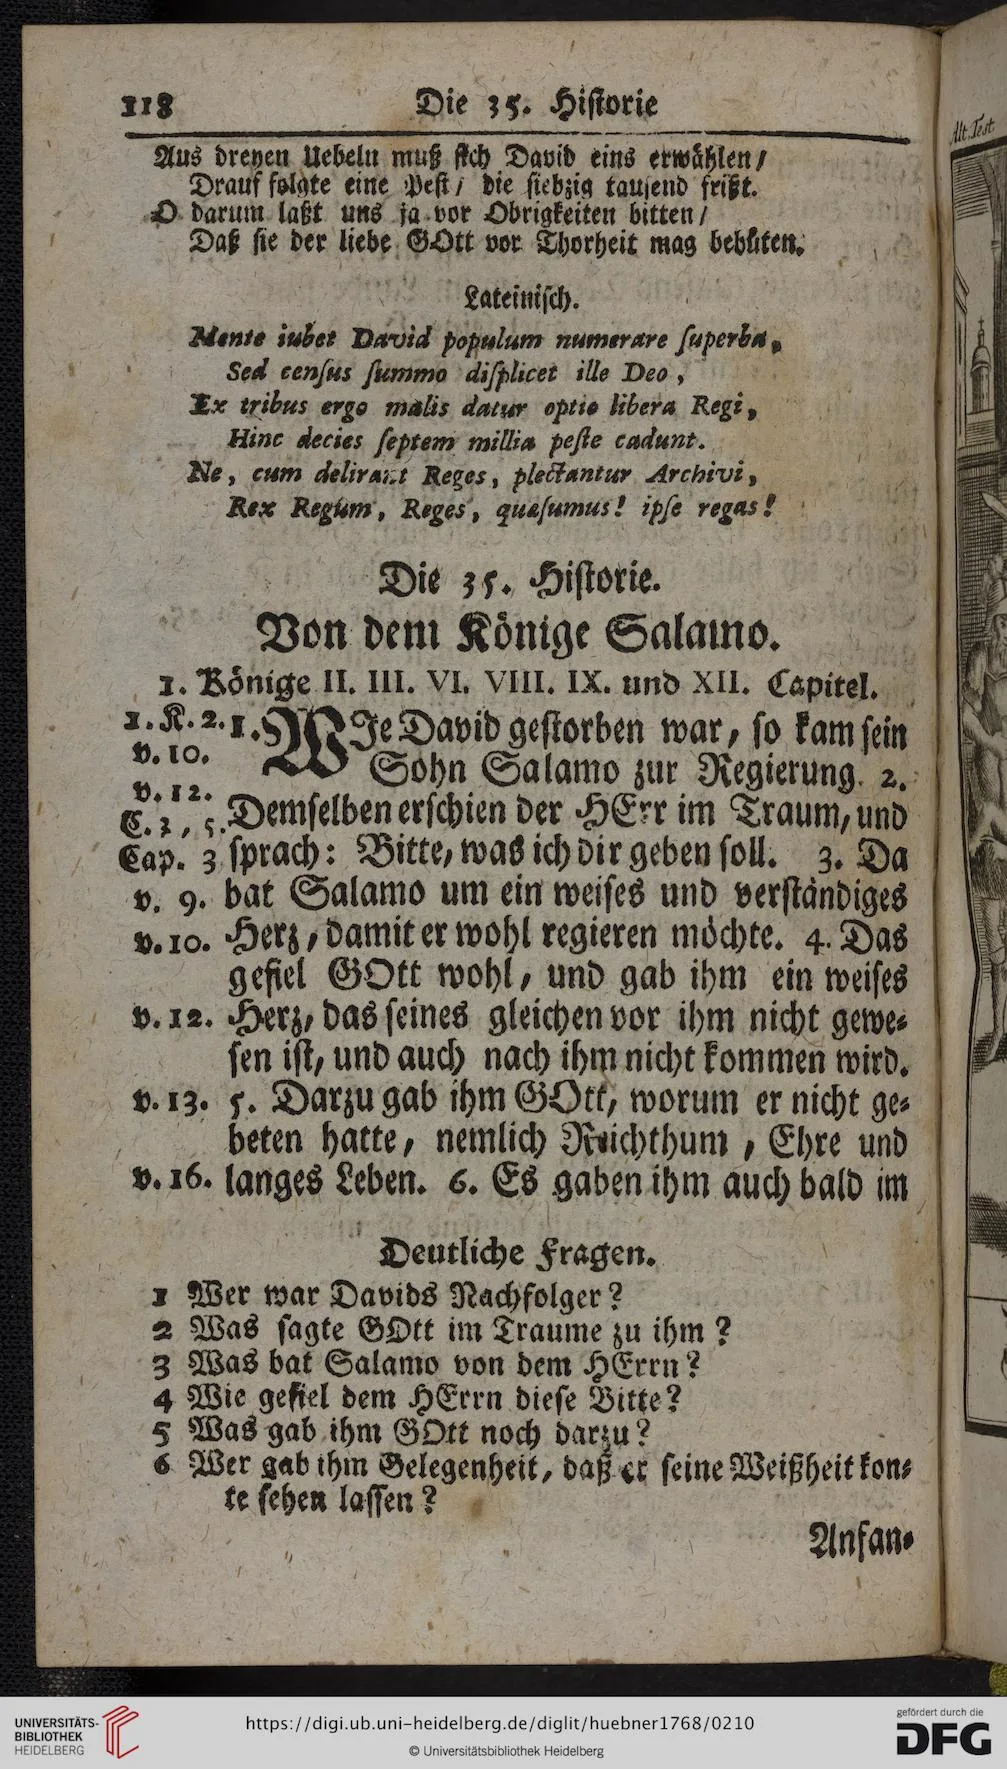 118 Die 35. Historie
Aus dreyen Uebeln muß sich David eins erwählen /
Drauf folgte eine Pest / die siebzig tausend frißt.
O darum laßt uns ja vor Obrigkeiten bitten /
Daß sie der liebe GOtt vor Thorheit mag behüten.
Lateinisch.
Mente iubet David populum numerare ſuperba,
Sed cenſus ſummo diſplicet ille Deo,
Ex tribus ergo malis datur optio libera Regi,
Hinc decies ſeptem millia peſte cadunt.
Ne, cum delirant Reges, plectantur Archivi,
Rex Regum, Reges, quæſumus! ipſe regas!
Die 35. Historie.
Von dem Könige Salamo.
1. Könige II. III. VI. VIII. IX. und XII. Capitel.
1. K. 2. 1. WIe David gestorben war, so kam sein
v. 10. Sohn Salamo zur Regierung. 2.
v. 12.
C. 3, 5. Demselben erschien der HErr im Traum, und
Cap. 3 sprach: Bitte, was ich dir geben soll. 3. Da
v. 9. bat Salamo um ein weises und verständiges
v. 10. Herz, damit er wohl regieren möchte. 4. Das
gefiel GOtt wohl, und gab ihm ein weises
v. 12. Herz, das seines gleichen vor ihm nicht gewe-
sen ist, und auch nach ihm nicht kommen wird.
v. 13. 5. Darzu gab ihm GOtt, worum er nicht ge-
beten hatte, nemlich Reichthum, Ehre und
v. 16. langes Leben. 6. Es gaben ihm auch bald im
Deutliche Fragen.
1 Wer war Davids Nachfolger?
2 Was sagte GOtt im Traume zu ihm?
3 Was bat Salamo von dem HErrn?
4 Wie gefiel dem HErrn diese Bitte?
5 Was gab ihm GOtt noch darzu?
6 Wer gab ihm Gelegenheit, daß er seine Weißheit kon-
te sehen lassen?
Anfan-
Alt. Test
UNIVERSITÄTS-
BIBLIOTHEK
HEIDELBERG
https://digi.ub.uni-heidelberg.de/diglit/huebner1768/0210
© Universitätsbibliothek Heidelberg
gefördert durch die
DFG